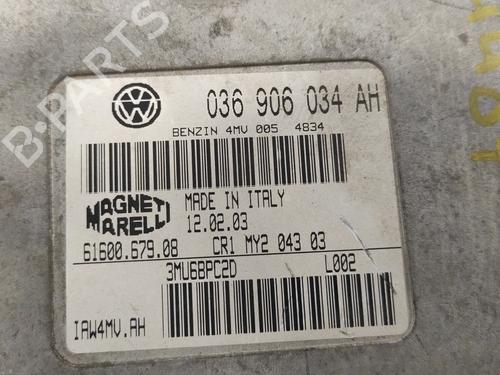 B-PARTS
036 906 034 AH
BENZIN 4MV 005 4834
MAGNETI MARELLI
MADE IN ITALY
12.02.03
61600.679.08 CR1 MY2 043 03
3MU6BPC2D L002
IAW4MV.AH